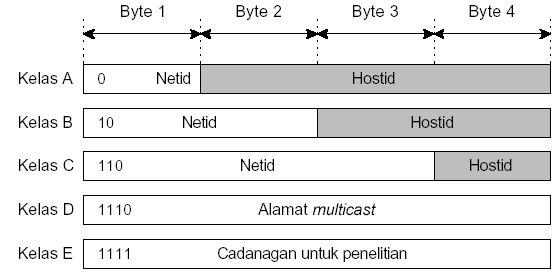 Byte 1 Byte 2 Byte 3 Byte 4
Kelas A 0 Netid Hostid
Kelas B 10 Netid Hostid
Kelas C 110 Netid Hostid
Kelas D 1110 Alamat multicast
Kelas E 1111 Cadanagan untuk penelitian